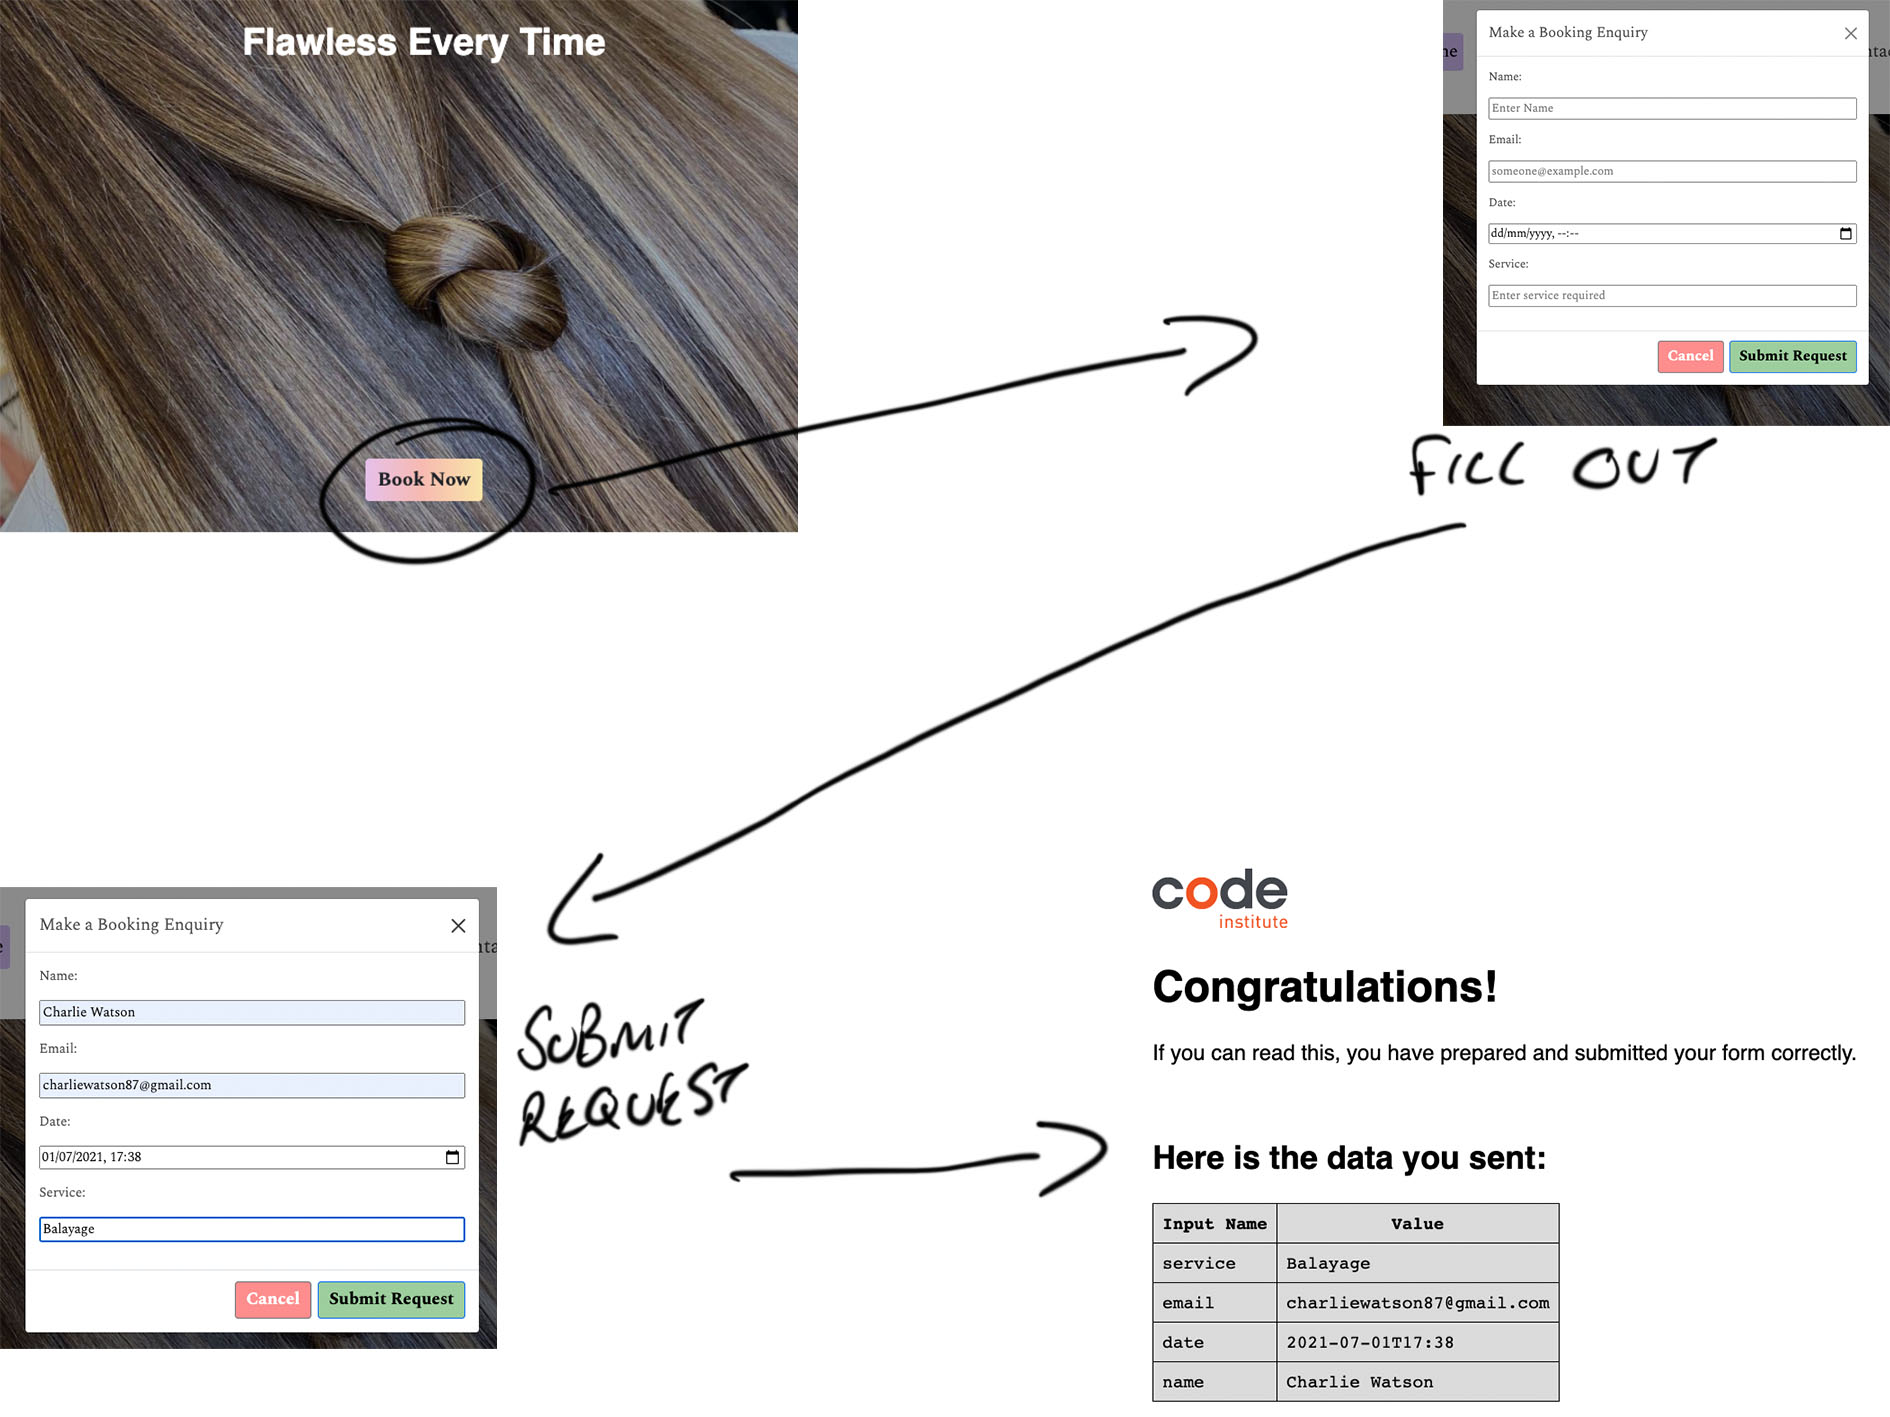 Flawless Every Time
Book Now
me
ntac
Make a Booking Enquiry
Name:
Enter Name
Email:
someone@example.com
Date:
dd/mm/yyyy, --:--
Service:
Enter service required
Cancel
Submit Request
FILL OUT
e
nta
Make a Booking Enquiry
Name:
Charlie Watson
Email:
charliewatson87@gmail.com
Date:
01/07/2021, 17:38
Service:
Balayage
Cancel
Submit Request
SUBMIT
REQUEST
code
institute
Congratulations!
If you can read this, you have prepared and submitted your form correctly.
Here is the data you sent:
Input Name Value
service Balayage
email charliewatson87@gmail.com
date 2021-07-01T17:38
name Charlie Watson